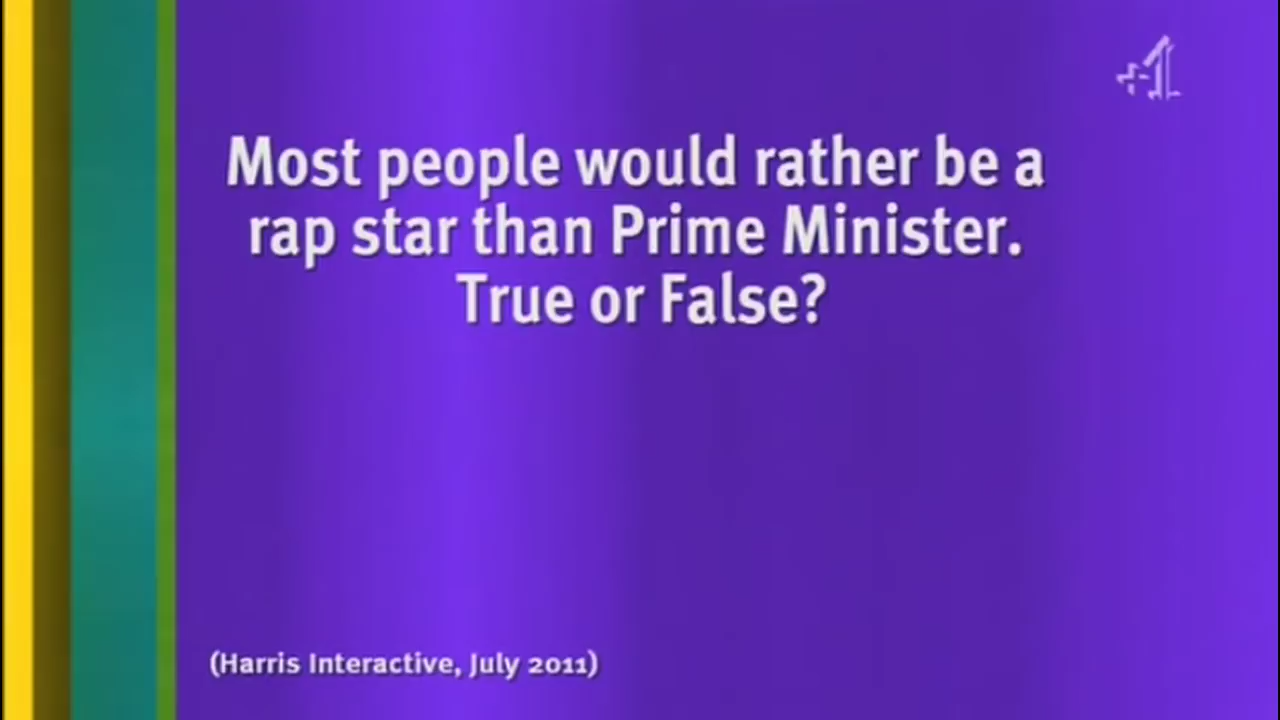 Most people would rather be a
rap star than Prime Minister.
True or False?
(Harris Interactive, July 2011)